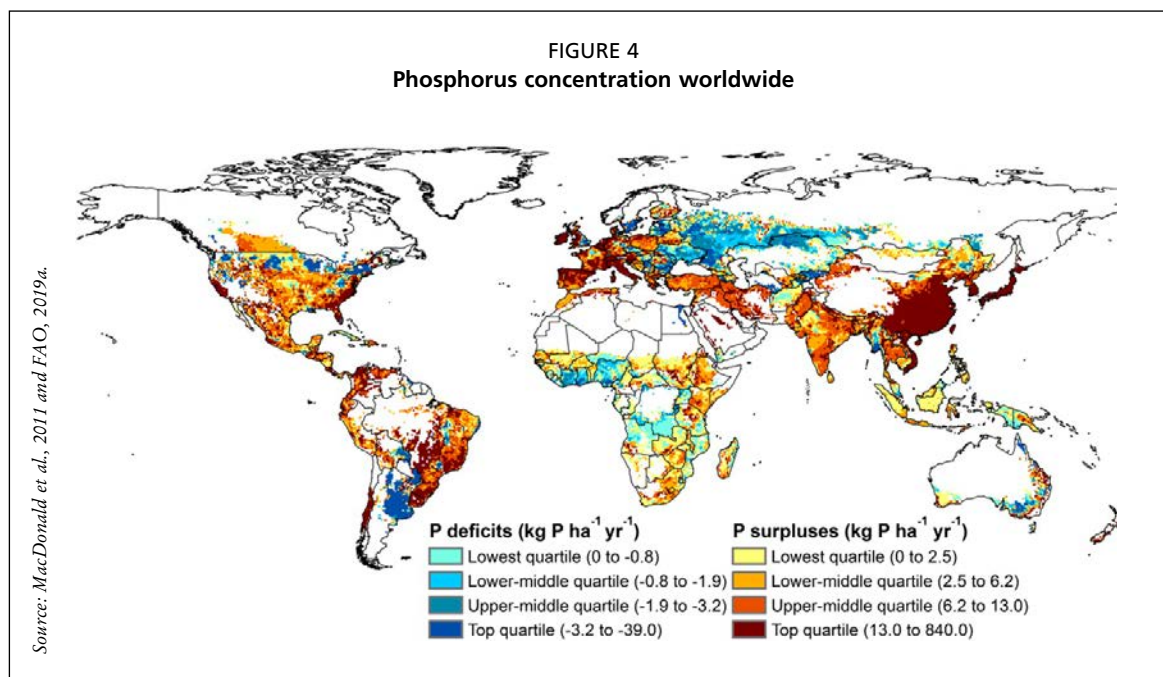 FIGURE 4
Phosphorus concentration worldwide
Source: MacDonald et al., 2011 and FAO, 2019a.
P deficits (kg P ha⁻¹ yr⁻¹)
Lowest quartile (0 to -0.8)
Lower-middle quartile (-0.8 to -1.9)
Upper-middle quartile (-1.9 to -3.2)
Top quartile (-3.2 to -39.0)
P surpluses (kg P ha⁻¹ yr⁻¹)
Lowest quartile (0 to 2.5)
Lower-middle quartile (2.5 to 6.2)
Upper-middle quartile (6.2 to 13.0)
Top quartile (13.0 to 840.0)